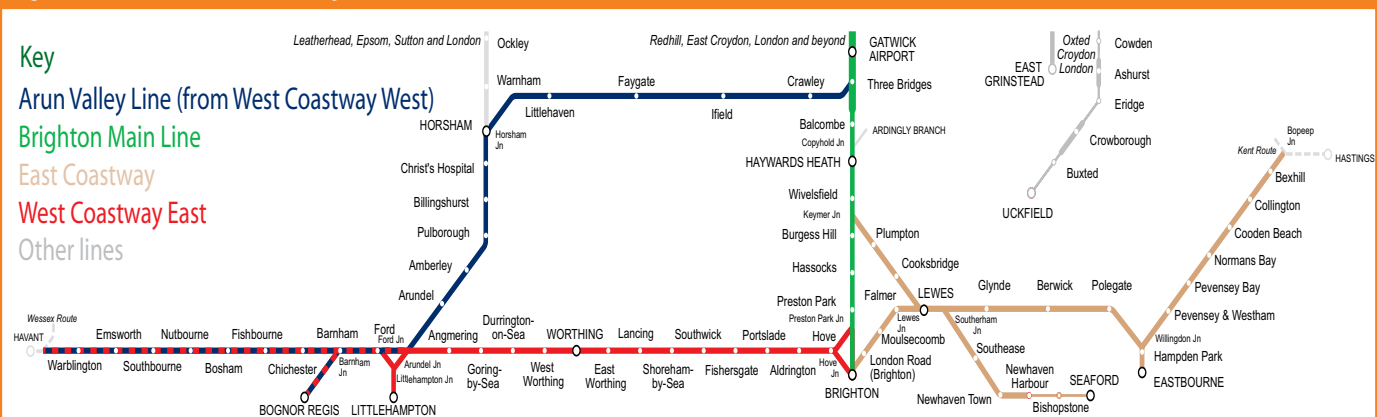 Key
Arun Valley Line (from West Coastway West)
Brighton Main Line
East Coastway
West Coastway East
Other lines
Leatherhead, Epsom, Sutton and London
Ockley
Warnham
HORSHAM
Horsham
Jn
Littlehaven
Faygate
Ifield
Crawley
Christ's Hospital
Billingshurst
Pulborough
Amberley
Arundel
Redhill, East Croydon, London and beyond
GATWICK
AIRPORT
Three Bridges
Balcombe
Copyhold Jn
ARDINGLY BRANCH
HAYWARDS HEATH
Wivelsfield
Keymer Jn
Burgess Hill
Hassocks
Preston Park
Preston Park Jn
Oxted
Croydon
London
EAST
GRINSTEAD
Cowden
Ashurst
Eridge
Crowborough
Buxted
UCKFIELD
Wessex Route
HAVANT
Warblington
Emsworth
Southbourne
Nutbourne
Bosham
Fishbourne
Chichester
Barnham
Barnham
Jn
BOGNOR REGIS
Ford
Ford Jn
Arundel Jn
Littlehampton Jn
LITTLEHAMPTON
Angmering
Goring-
by-Sea
Durrington-
on-Sea
West
Worthing
WORTHING
East
Worthing
Lancing
Shoreham-
by-Sea
Southwick
Fishersgate
Portslade
Aldrington
Hove
Hove
Jn
BRIGHTON
London Road
(Brighton)
Moulsecoomb
Falmer
Lewes
Jn
LEWES
Plumpton
Cooksbridge
Southerham
Jn
Southease
Newhaven Town
Newhaven
Harbour
Bishopstone
SEAFORD
Glynde
Berwick
Polegate
Willingdon Jn
Hampden Park
EASTBOURNE
Pevensey & Westham
Pevensey Bay
Normans Bay
Cooden Beach
Collington
Bexhill
Kent Route
Bopeep
Jn
HASTINGS